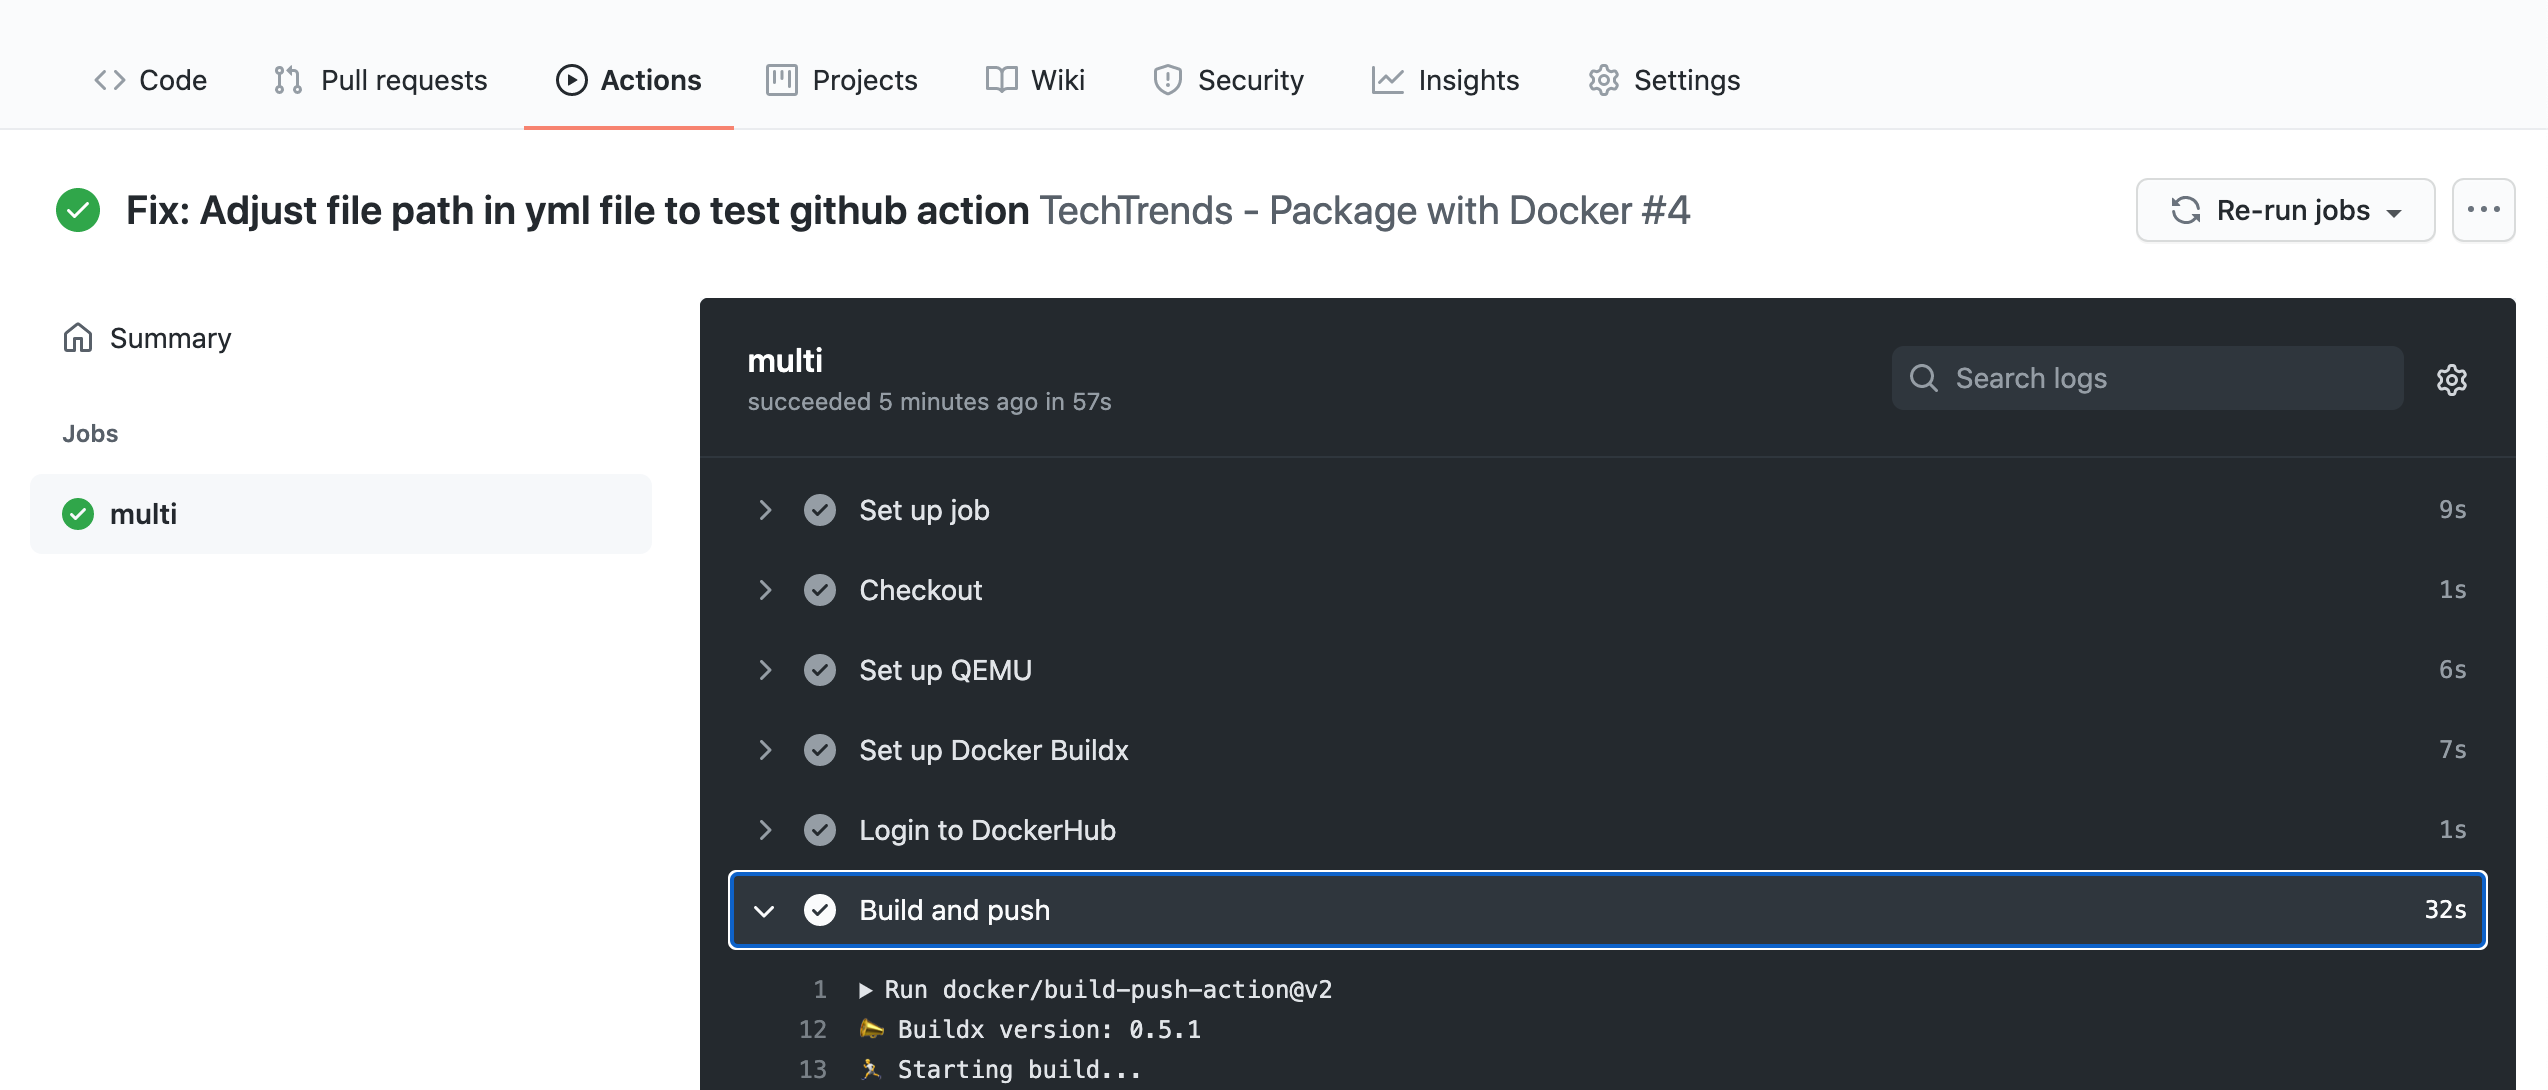 Code Pull requests Actions Projects Wiki Security Insights Settings
Fix: Adjust file path in yml file to test github action TechTrends - Package with Docker #4
Re-run jobs
Summary
Jobs
multi
multi
succeeded 5 minutes ago in 57s
Search logs
Set up job 9s
Checkout 1s
Set up QEMU 6s
Set up Docker Buildx 7s
Login to DockerHub 1s
Build and push 32s
1 ▶ Run docker/build-push-action@v2
12 📣 Buildx version: 0.5.1
13 🏃 Starting build...